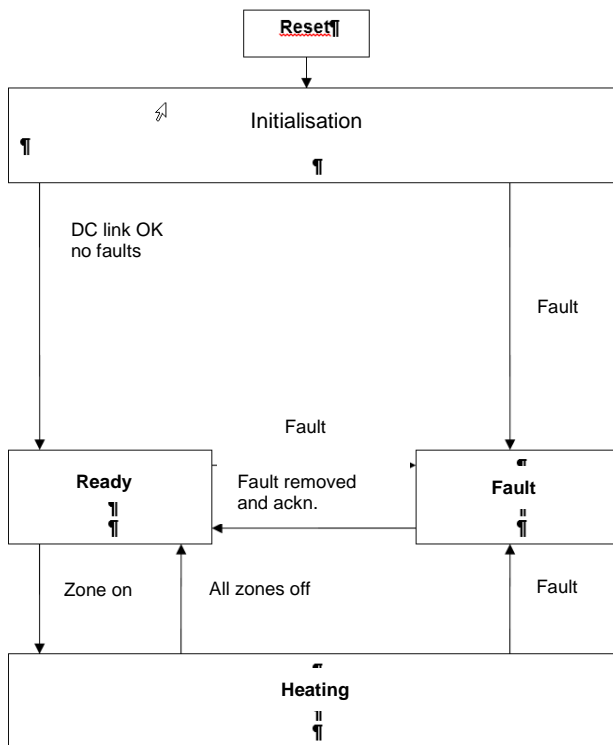 Reset¶
Initialisation
¶
¶
DC link OK
no faults
Fault
Fault
Ready
¶
¶
Fault removed
and ackn.
¶
Fault
¶
¶
Zone on
All zones off
Fault
¶
Heating
¶
¶